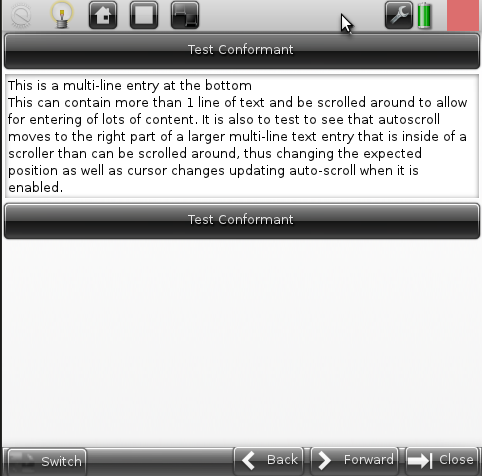 Test Conformant
This is a multi-line entry at the bottom
This can contain more than 1 line of text and be scrolled around to allow
for entering of lots of content. It is also to test to see that autoscroll
moves to the right part of a larger multi-line text entry that is inside of a
scroller than can be scrolled around, thus changing the expected
position as well as cursor changes updating auto-scroll when it is
enabled.
Test Conformant
Switch Back Forward Close